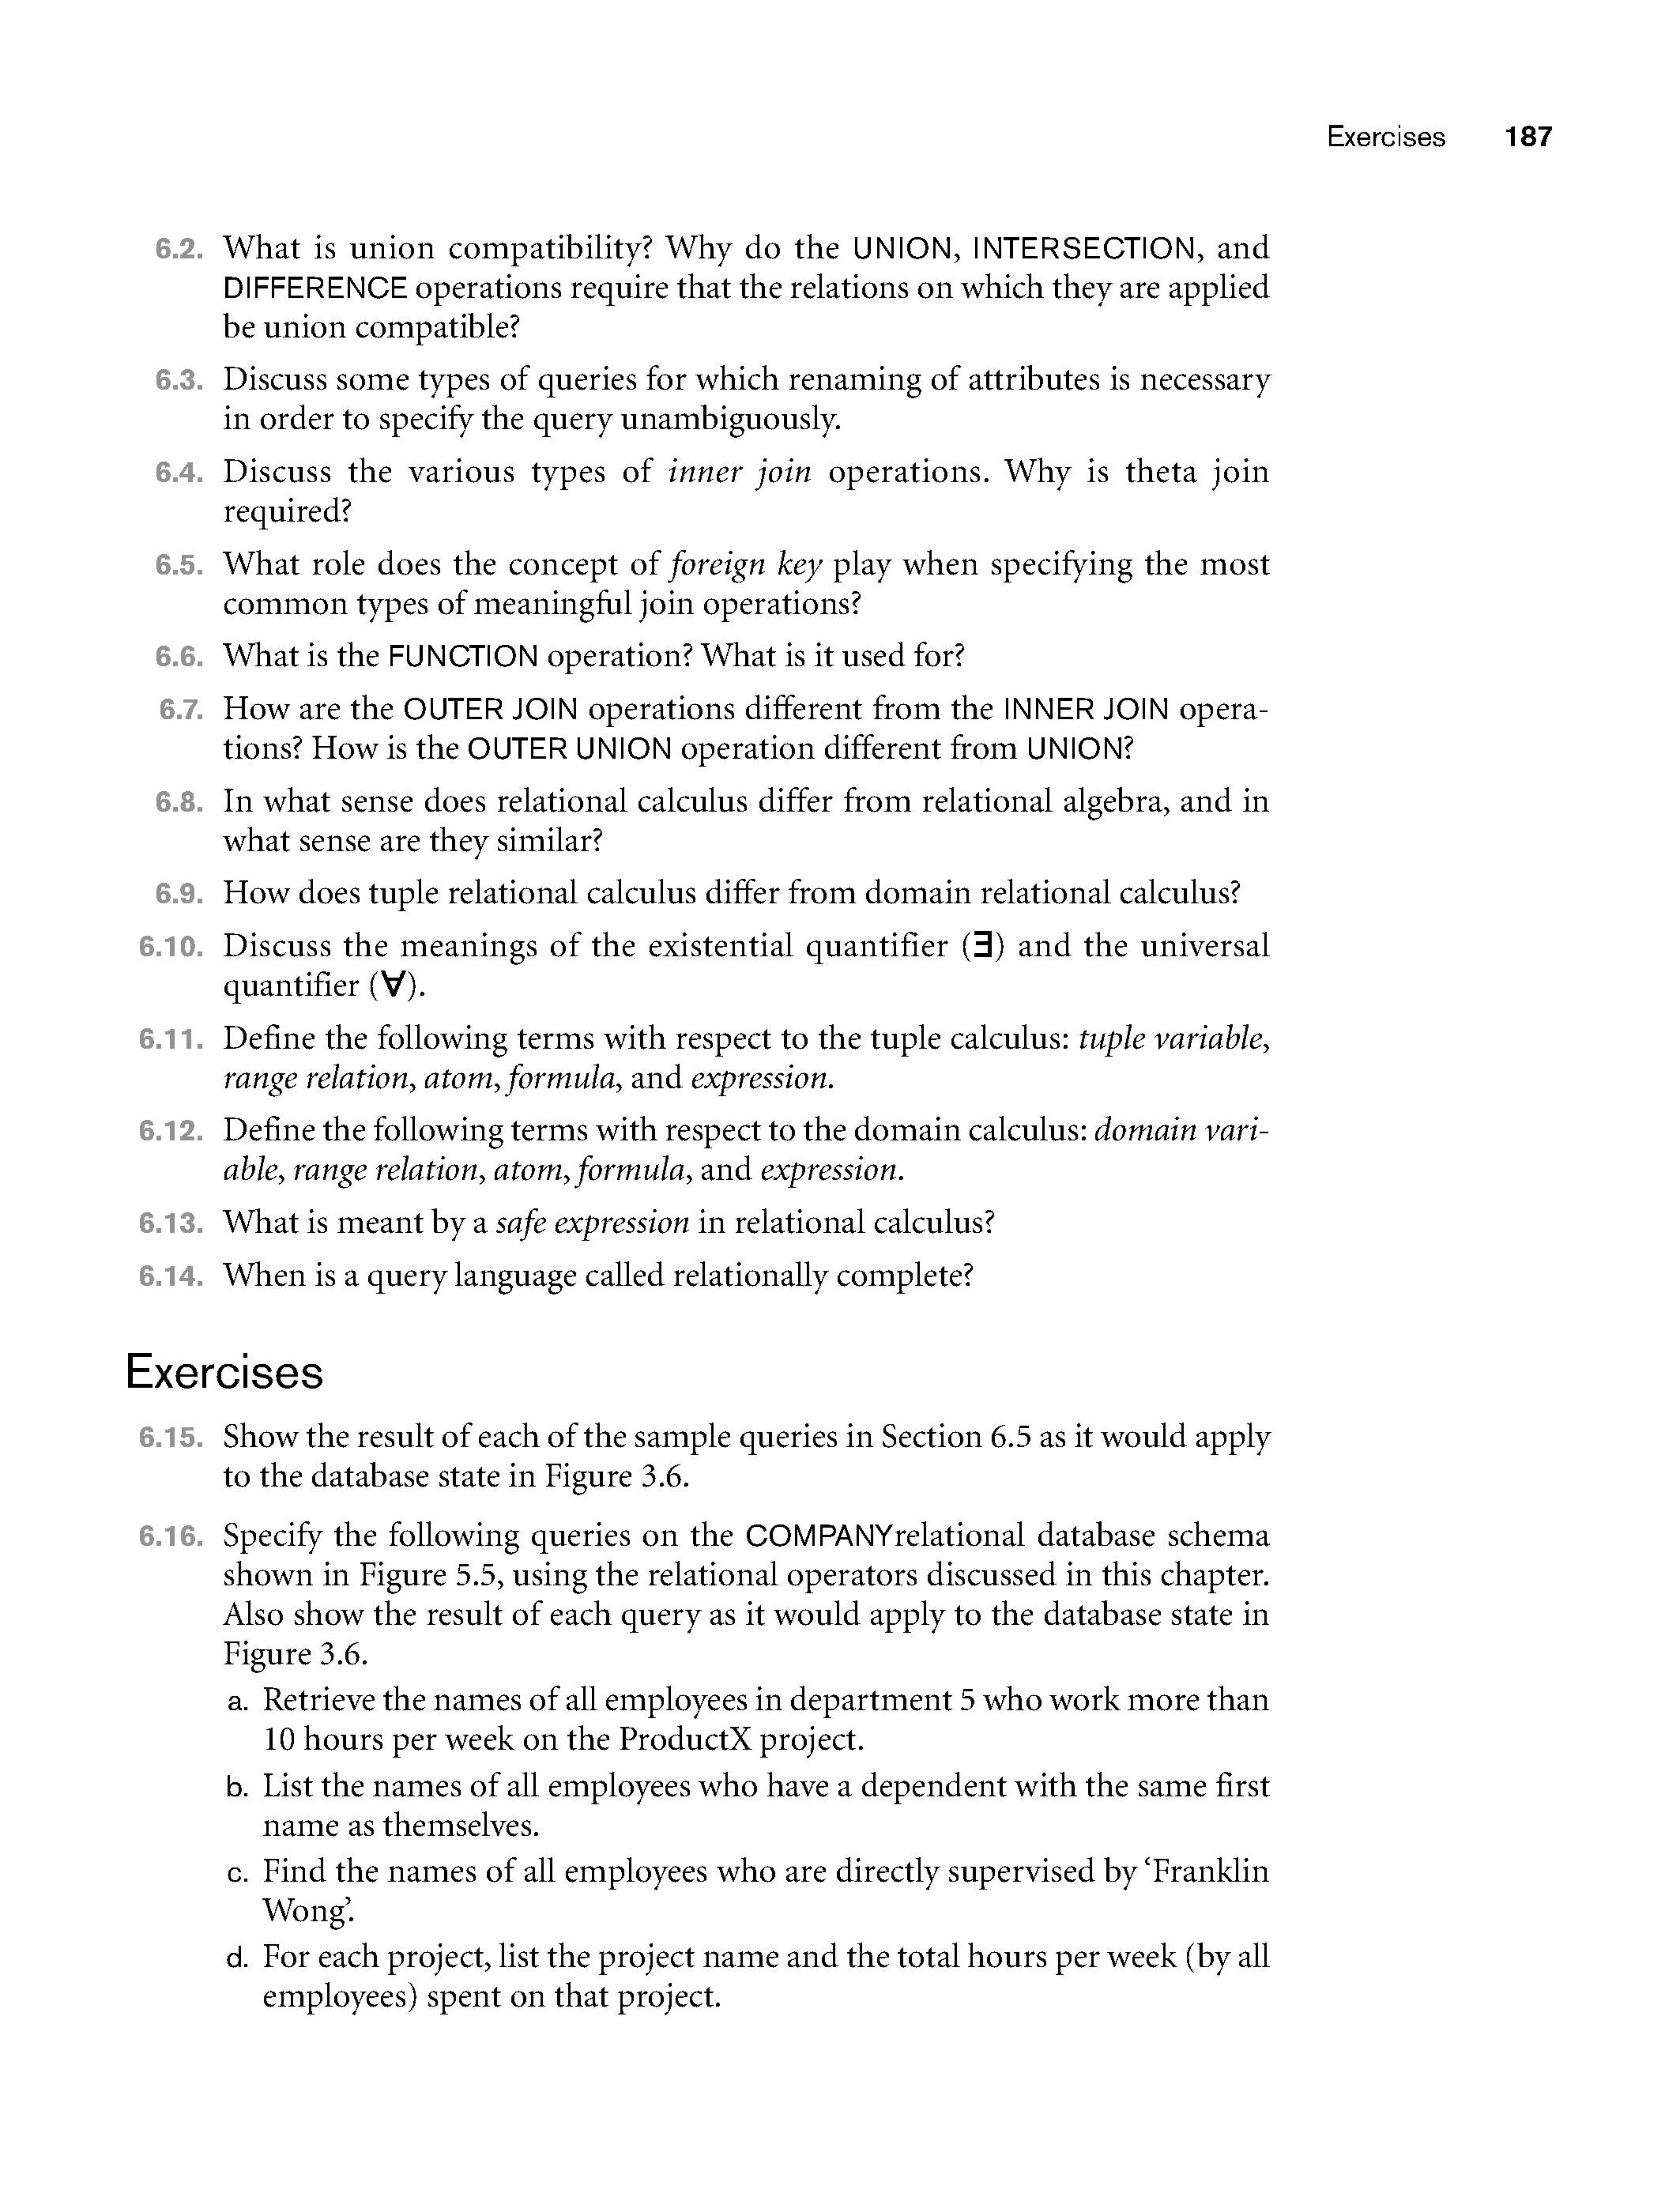 Exercises 187
6.2. What is union compatibility? Why do the UNION, INTERSECTION, and
DIFFERENCE operations require that the relations on which they are applied
be union compatible?
6.3. Discuss some types of queries for which renaming of attributes is necessary
in order to specify the query unambiguously.
6.4. Discuss the various types of inner join operations. Why is theta join
required?
6.5. What role does the concept of foreign key play when specifying the most
common types of meaningful join operations?
6.6. What is the FUNCTION operation? What is it used for?
6.7. How are the OUTER JOIN operations different from the INNER JOIN opera-
tions? How is the OUTER UNION operation different from UNION?
6.8. In what sense does relational calculus differ from relational algebra, and in
what sense are they similar?
6.9. How does tuple relational calculus differ from domain relational calculus?
6.10. Discuss the meanings of the existential quantifier (∃) and the universal
quantifier (∀).
6.11. Define the following terms with respect to the tuple calculus: tuple variable,
range relation, atom, formula, and expression.
6.12. Define the following terms with respect to the domain calculus: domain vari-
able, range relation, atom, formula, and expression.
6.13. What is meant by a safe expression in relational calculus?
6.14. When is a query language called relationally complete?
Exercises
6.15. Show the result of each of the sample queries in Section 6.5 as it would apply
to the database state in Figure 3.6.
6.16. Specify the following queries on the COMPANYrelational database schema
shown in Figure 5.5, using the relational operators discussed in this chapter.
Also show the result of each query as it would apply to the database state in
Figure 3.6.
a. Retrieve the names of all employees in department 5 who work more than
10 hours per week on the ProductX project.
b. List the names of all employees who have a dependent with the same first
name as themselves.
c. Find the names of all employees who are directly supervised by ‘Franklin
Wong’.
d. For each project, list the project name and the total hours per week (by all
employees) spent on that project.